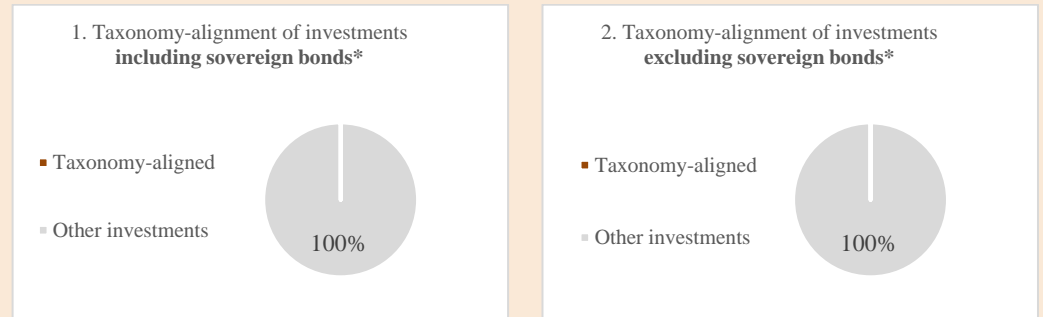 1. Taxonomy-alignment of investments
including sovereign bonds*
Taxonomy-aligned
Other investments
100%
2. Taxonomy-alignment of investments
excluding sovereign bonds*
Taxonomy-aligned
Other investments
100%